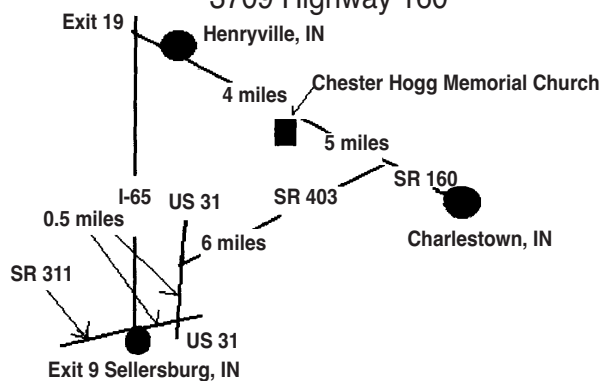 3709 Highway 160
Exit 19
Henryville, IN
4 miles
Chester Hogg Memorial Church
5 miles
SR 160
I-65
US 31
SR 403
0.5 miles
6 miles
Charlestown, IN
SR 311
US 31
Exit 9 Sellersburg, IN